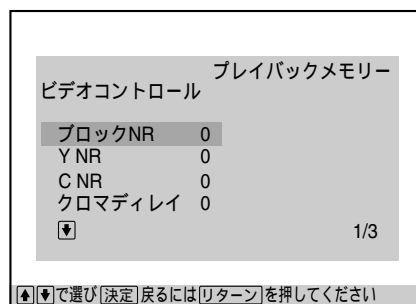 プレイバックメモリー
ビデオコントロール
ブロックNR 0
Y NR 0
C NR 0
クロマディレイ 0
1/3
で選び 決定 戻るには リターン を押してください